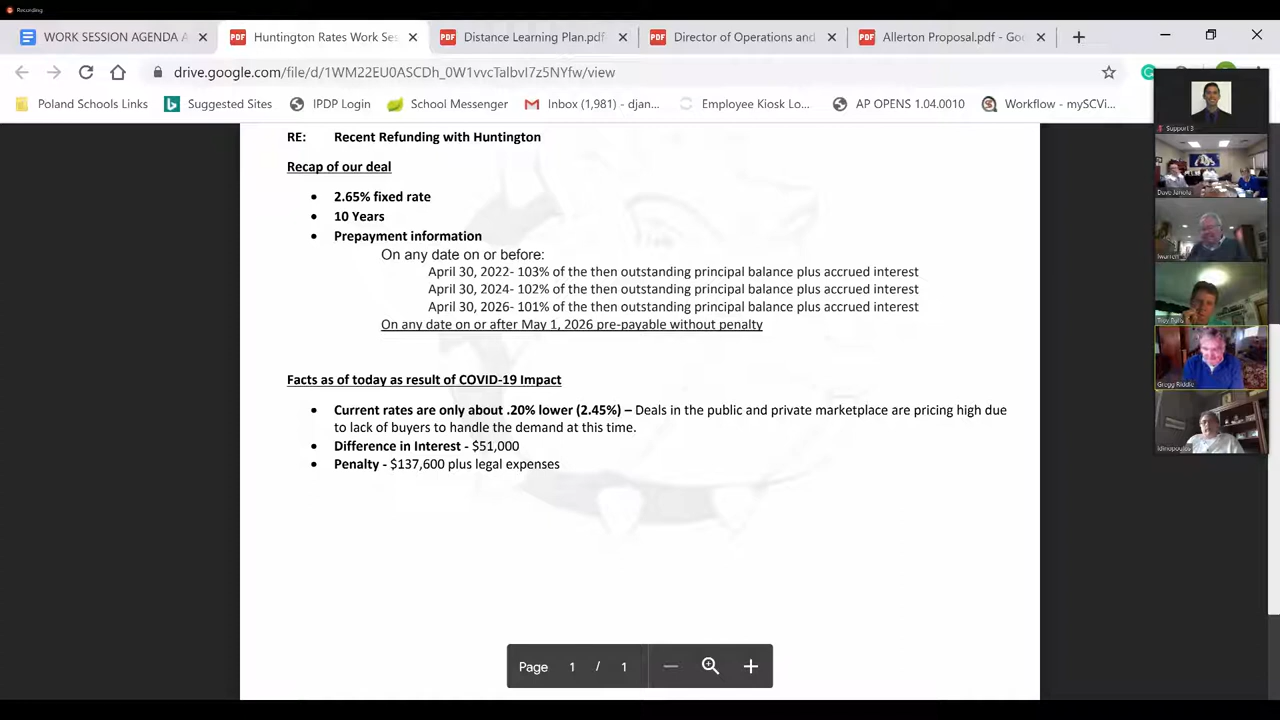 Recording
WORK SESSION AGENDA A
Huntington Rates Work Ses
Distance Learning Plan.pdf
Director of Operations and
Allerton Proposal.pdf - Goo
drive.google.com/file/d/1WM22EU0ASCDh_0W1vvcTalbvI7z5NYfw/view
Poland Schools Links
Suggested Sites
IPDP Login
School Messenger
Inbox (1,981) - djan...
Employee Kiosk Lo...
AP OPENS 1.04.0010
Workflow - mySCVi...
RE: Recent Refunding with Huntington
Recap of our deal
• 2.65% fixed rate
• 10 Years
• Prepayment information
On any date on or before:
April 30, 2022- 103% of the then outstanding principal balance plus accrued interest
April 30, 2024- 102% of the then outstanding principal balance plus accrued interest
April 30, 2026- 101% of the then outstanding principal balance plus accrued interest
On any date on or after May 1, 2026 pre-payable without penalty
Facts as of today as result of COVID-19 Impact
• Current rates are only about .20% lower (2.45%) – Deals in the public and private marketplace are pricing high due
to lack of buyers to handle the demand at this time.
• Difference in Interest - $51,000
• Penalty - $137,600 plus legal expenses
Page 1 / 1
Support 3
Dave Janofa
lwarren
Gregg Riddle